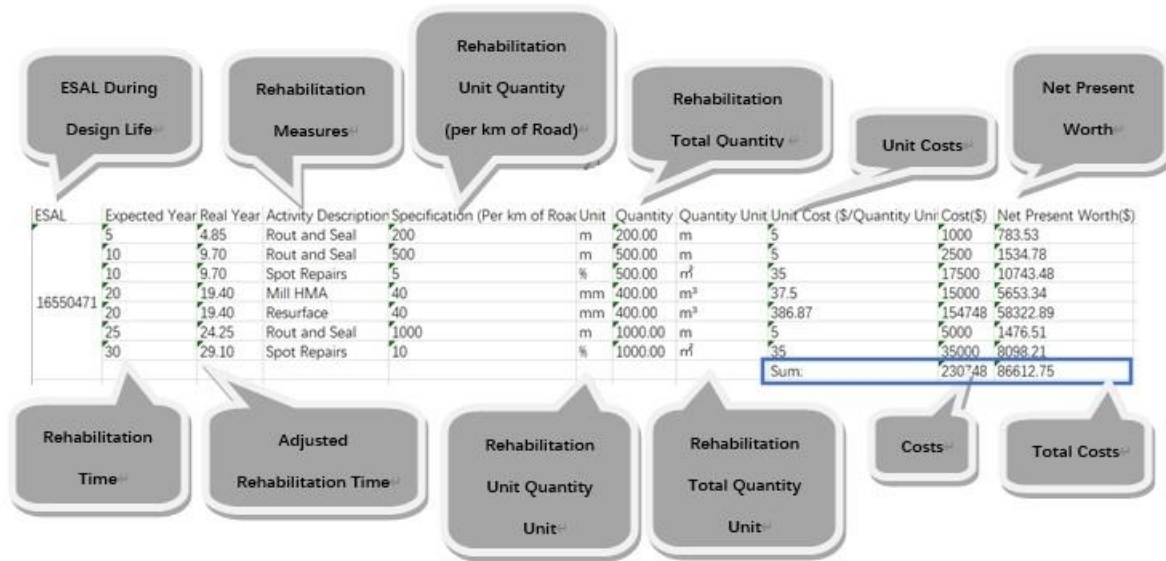 Rehabilitation
Unit Quantity
(per km of Road)
ESAL During
Design Life
Rehabilitation
Measures
Rehabilitation
Total Quantity
Unit Costs
Net Present
Worth
ESAL Expected Year Real Year Activity Description Specification (Per km of Road Unit Quantity Quantity Unit Unit Cost ($/Quantity Uni Cost($) Net Present Worth($)
5 4.85 Rout and Seal 200 m 200.00 m 5 1000 783.53
10 9.70 Rout and Seal 500 m 500.00 m 5 2500 1534.78
10 9.70 Spot Repairs 5 % 500.00 ㎡ 35 17500 10743.48
16550471
20 19.40 Mill HMA 40 mm 400.00 m³ 37.5 15000 5653.34
20 19.40 Resurface 40 mm 400.00 m³ 386.87 154748 58322.89
25 24.25 Rout and Seal 1000 m 1000.00 m 5 5000 1476.51
30 29.10 Spot Repairs 10 % 1000.00 ㎡ 35 35000 8098.21
Sum: 230748 86612.75
Rehabilitation
Time
Adjusted
Rehabilitation Time
Rehabilitation
Unit Quantity
Unit
Rehabilitation
Total Quantity
Unit
Costs
Total Costs